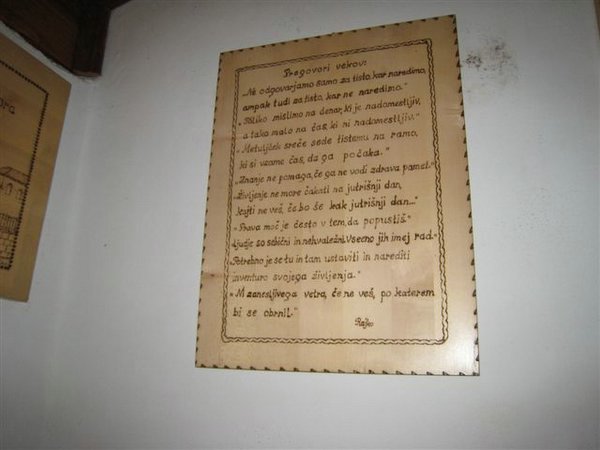 Pregovori vekov:
„Ne odgovarjamo samo za tisto, kar naredimo,
ampak tudi za tisto, kar ne naredimo."
„Toliko mislimo na denar, ki je nadomestljiv,
a tako malo na čas, ki ni nadomestljiv."
„Metuljček sreče sede tistemu na ramo,
ki si vzame čas, da ga počaka."
„Znanje ne pomaga, če ga ne vodi zdrava pamet."
„Življenje ne more čakati na jutrišnji dan,
kajti ne veš, če bo še kak jutrišnji dan..."
„Prava moč je često v tem, da popustiš."
„Ljudje so sebični in nehvaležni. Vseeno jih imej rad."
„Potrebno je se tu in tam ustaviti in narediti
inventuro svojega življenja."
„Ni zanesljivega vetra, če ne veš, po katerem
bi se obrnil."
Rajko
ora